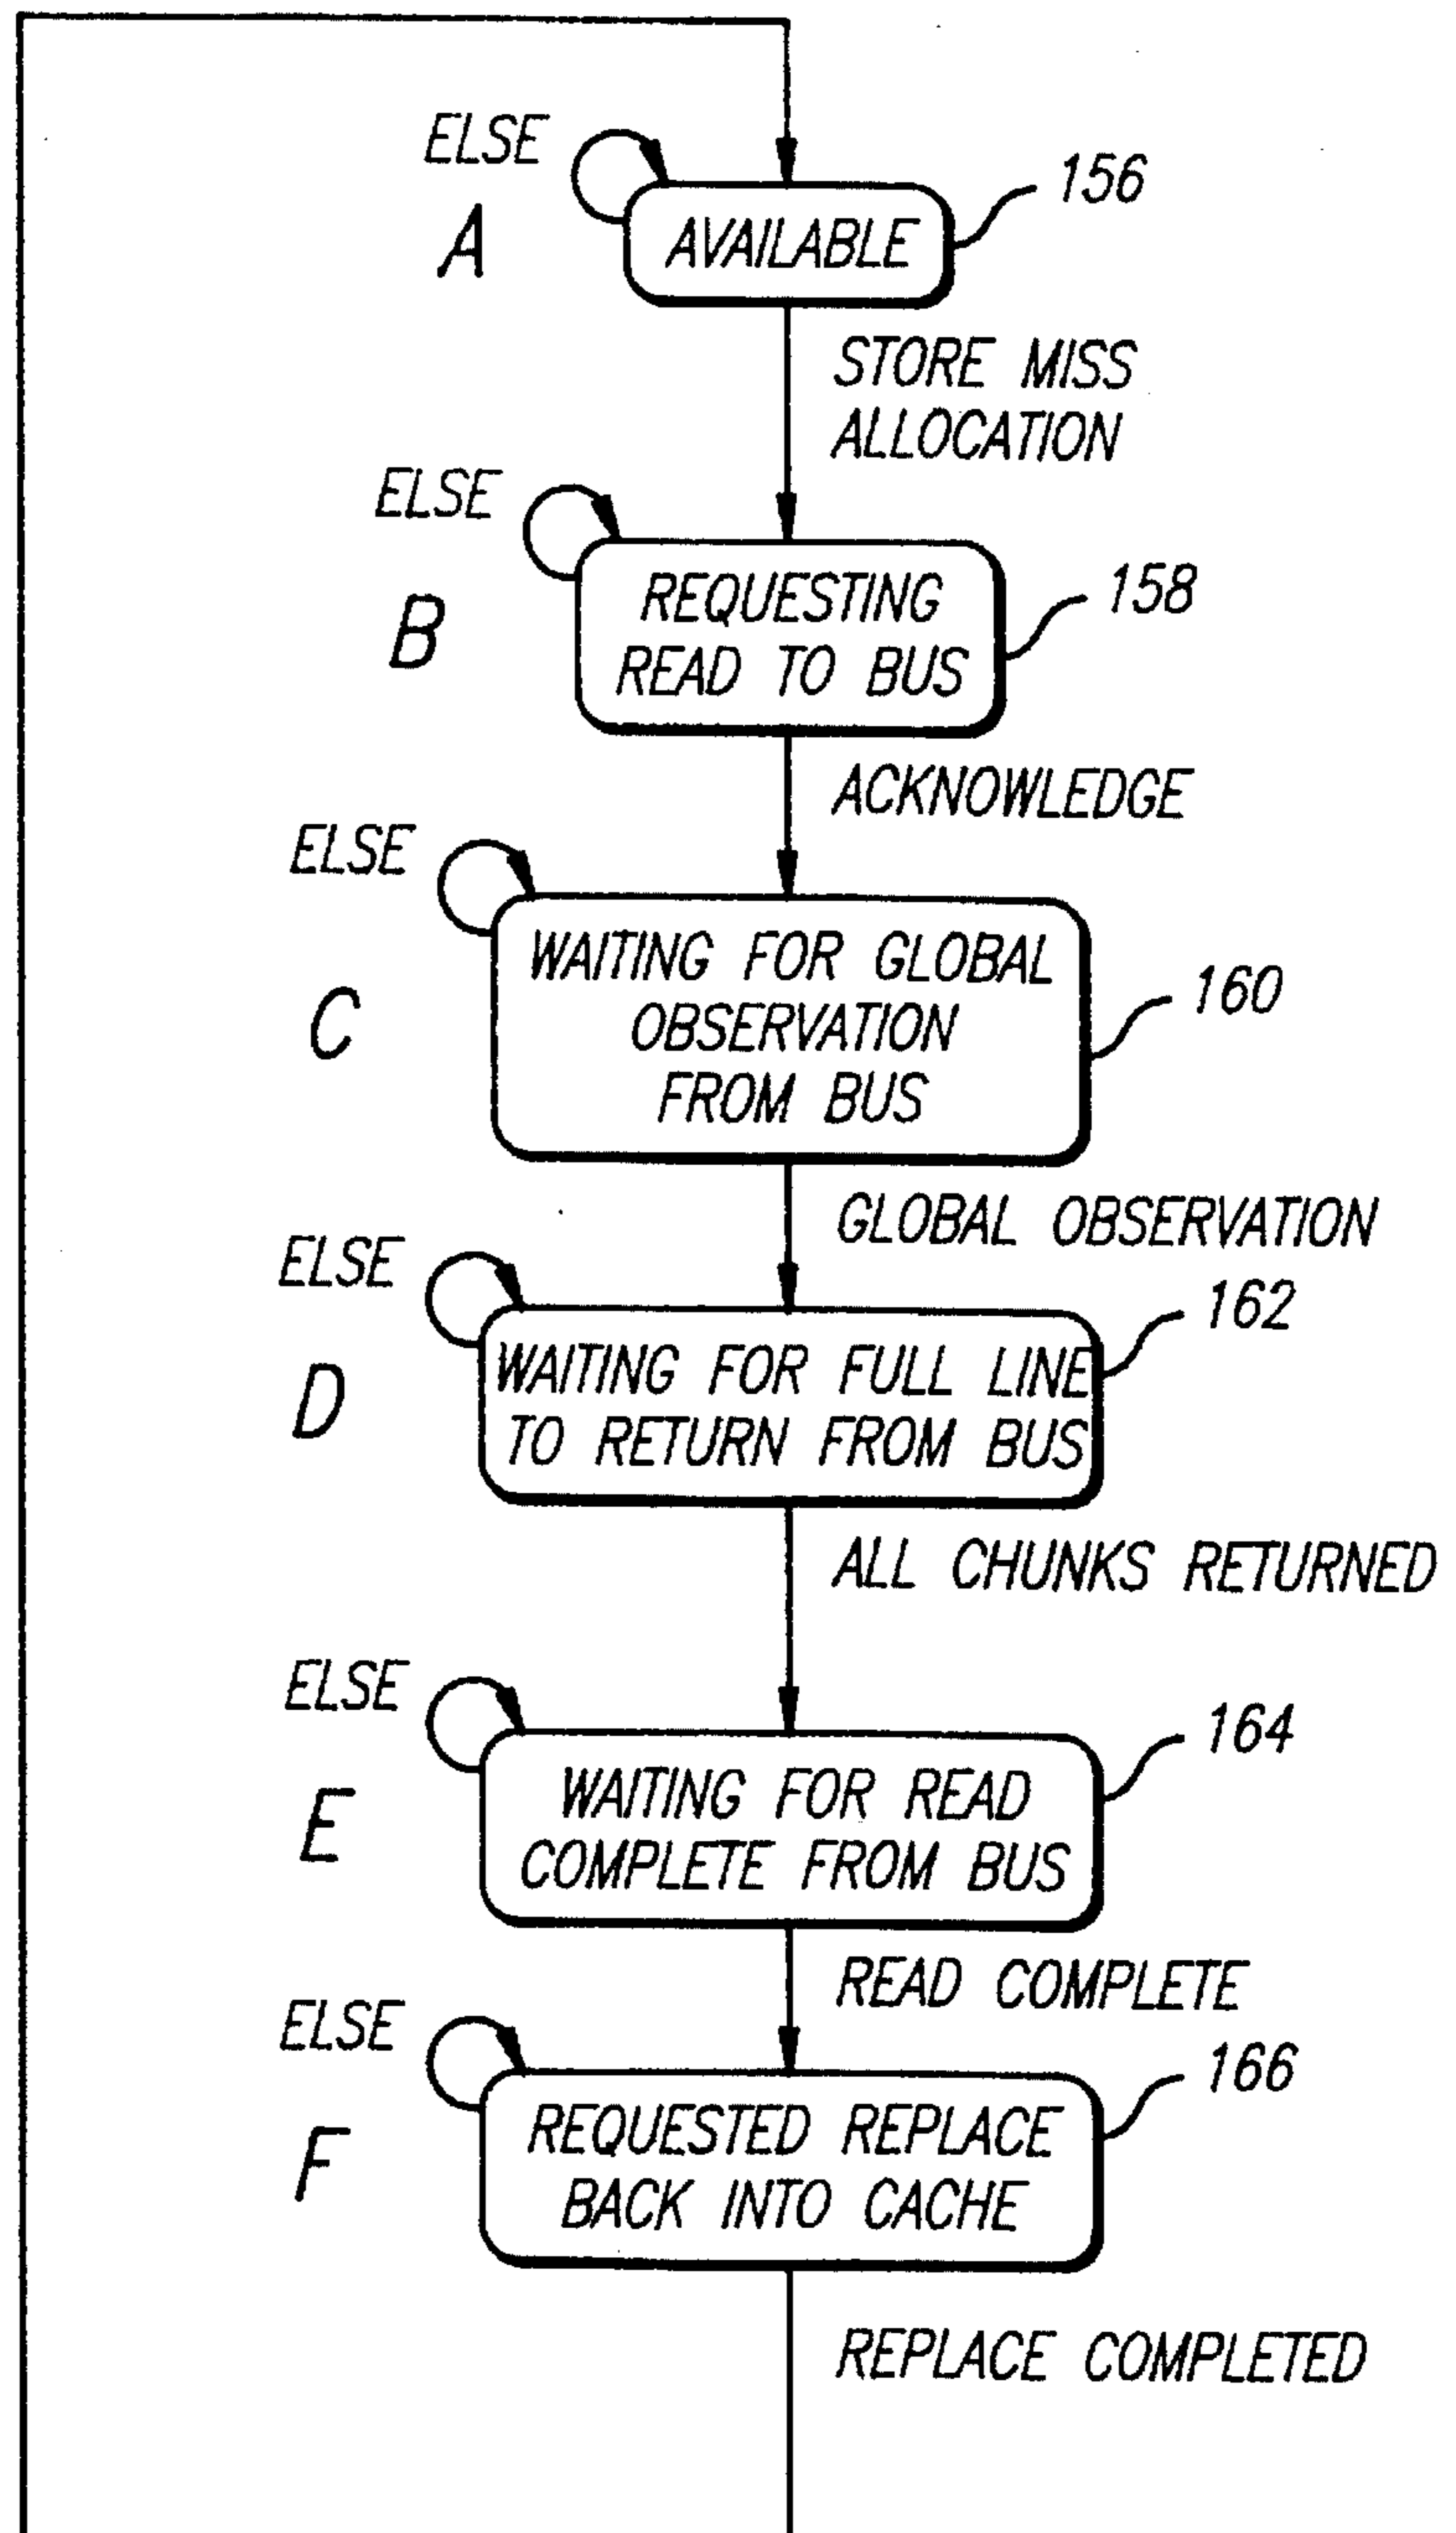 ELSE
A
AVAILABLE
156
STORE MISS
ALLOCATION
ELSE
B
REQUESTING
READ TO BUS
158
ACKNOWLEDGE
ELSE
C
WAITING FOR GLOBAL
OBSERVATION
FROM BUS
160
GLOBAL OBSERVATION
ELSE
D
WAITING FOR FULL LINE
TO RETURN FROM BUS
162
ALL CHUNKS RETURNED
ELSE
E
WAITING FOR READ
COMPLETE FROM BUS
164
READ COMPLETE
ELSE
F
REQUESTED REPLACE
BACK INTO CACHE
166
REPLACE COMPLETED